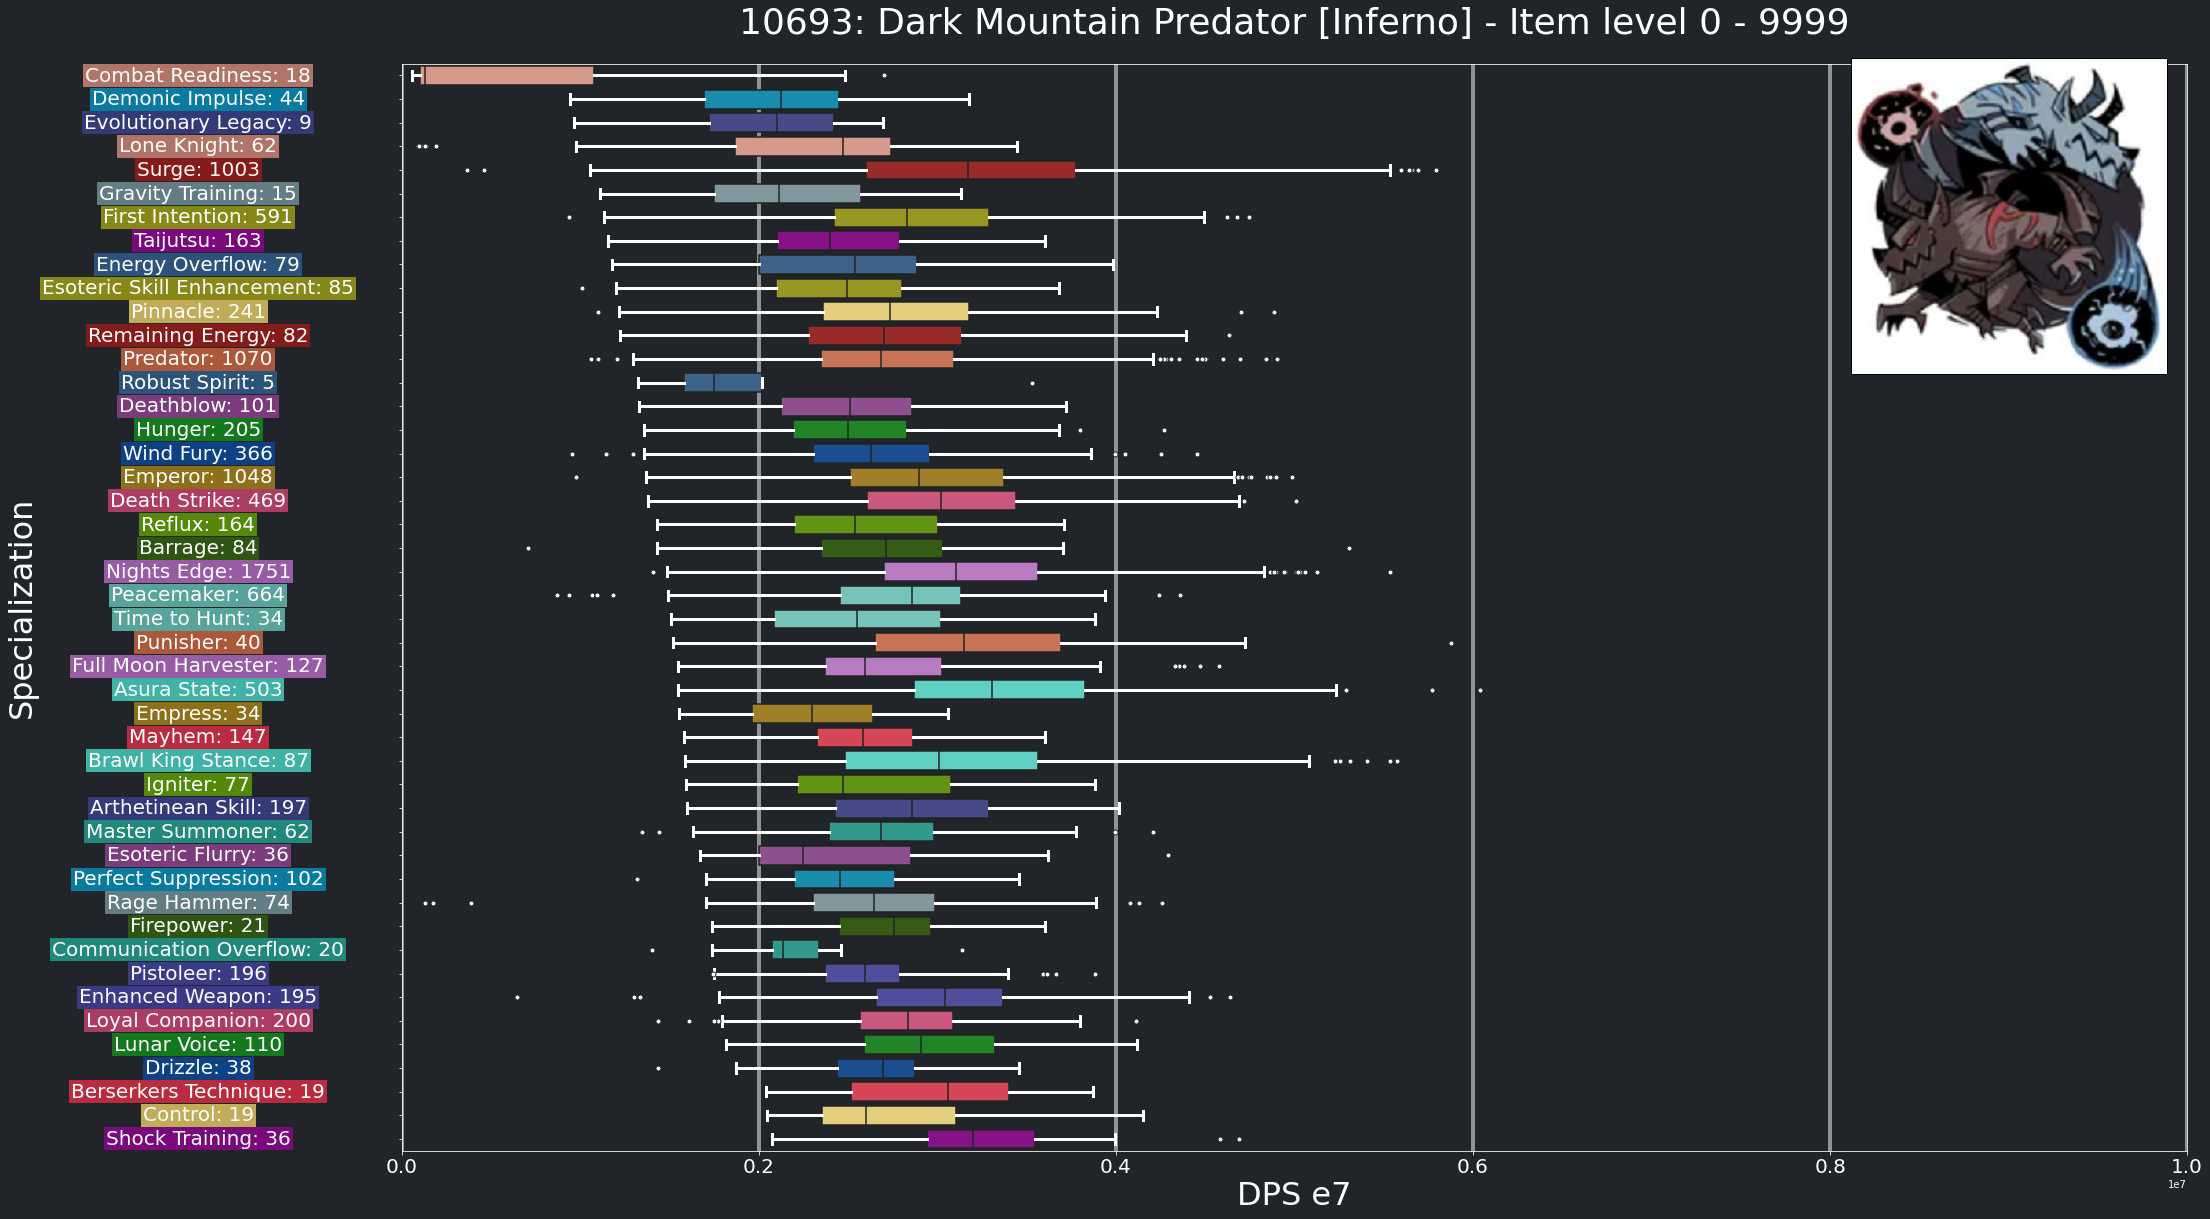 10693: Dark Mountain Predator [Inferno] - Item level 0 - 9999
Specialization
Combat Readiness: 18
Demonic Impulse: 44
Evolutionary Legacy: 9
Lone Knight: 62
Surge: 1003
Gravity Training: 15
First Intention: 591
Taijutsu: 163
Energy Overflow: 79
Esoteric Skill Enhancement: 85
Pinnacle: 241
Remaining Energy: 82
Predator: 1070
Robust Spirit: 5
Deathblow: 101
Hunger: 205
Wind Fury: 366
Emperor: 1048
Death Strike: 469
Reflux: 164
Barrage: 84
Nights Edge: 1751
Peacemaker: 664
Time to Hunt: 34
Punisher: 40
Full Moon Harvester: 127
Asura State: 503
Empress: 34
Mayhem: 147
Brawl King Stance: 87
Igniter: 77
Arthetinean Skill: 197
Master Summoner: 62
Esoteric Flurry: 36
Perfect Suppression: 102
Rage Hammer: 74
Firepower: 21
Communication Overflow: 20
Pistoleer: 196
Enhanced Weapon: 195
Loyal Companion: 200
Lunar Voice: 110
Drizzle: 38
Berserkers Technique: 19
Control: 19
Shock Training: 36
0.0 0.2 0.4 0.6 0.8 1.0
1e7
DPS e7